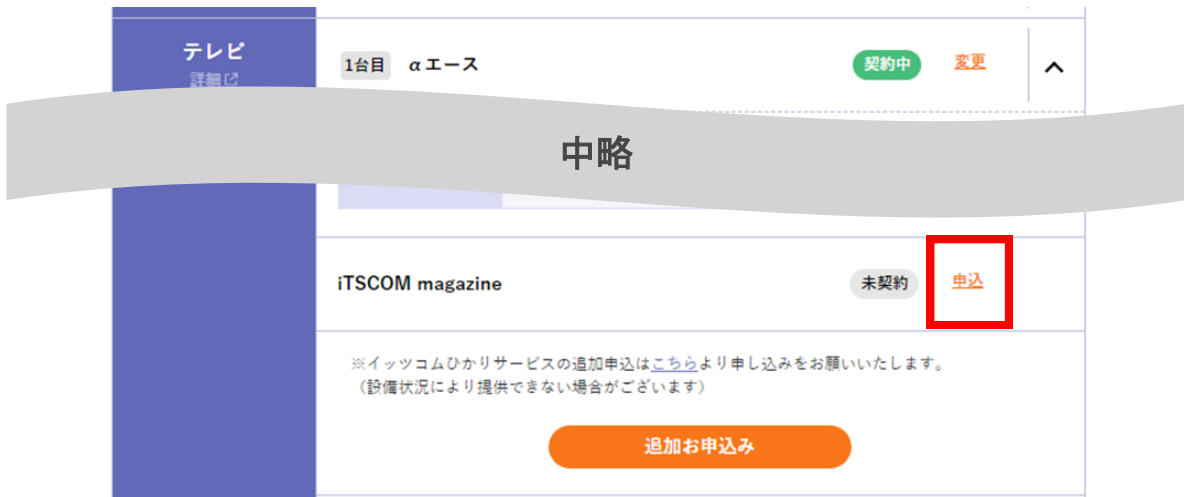 テレビ
詳細
1台目 αエース 契約中 変更
中略
iTSCOM magazine 未契約 申込
※イッツコムひかりサービスの追加申込はこちらより申し込みをお願いいたします。
（設備状況により提供できない場合がございます）
追加お申込み